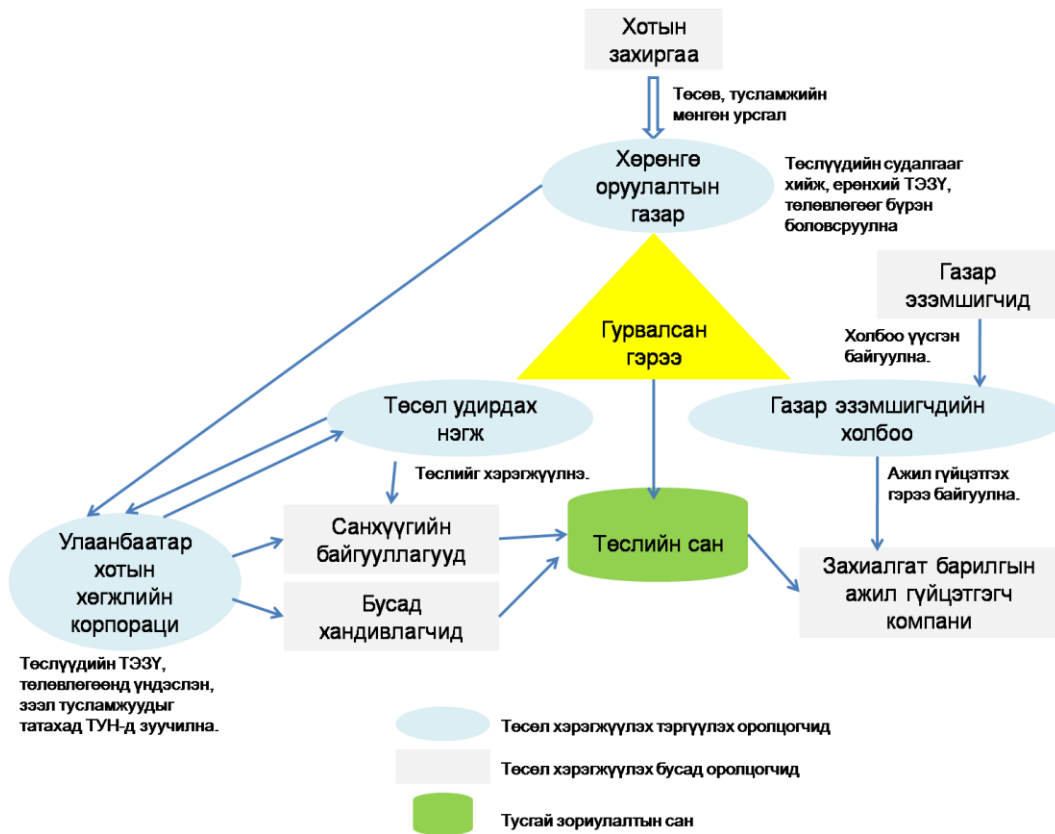 Хотын
захиргаа
Төсөв, тусламжийн
мөнгөн урсгал
Хөрөнгө
оруулалтын
газар
Төслүүдийн судалгааг
хийж, ерөнхий ТЭЗҮ,
төлөвлөгөөг бүрэн
боловсруулна
Газар
эзэмшигчид
Гурвалсан
гэрээ
Холбоо үүсгэн
байгуулна.
Төсөл удирдах
нэгж
Газар эзэмшигчдийн
холбоо
Төслийг хэрэгжүүлнэ.
Ажил гүйцэтгэх
гэрээ байгуулна.
Улаанбаатар
хотын
хөгжлийн
корпораци
Санхүүгийн
байгууллагууд
Төслийн сан
Бусад
хандивлагчид
Захиалгат барилгын
ажил гүйцэтгэгч
компани
Төслүүдийн ТЭЗҮ,
төлөвлөгөөнд үндэслэн,
зээл тусламжуудыг
татахад ТУН-д зуучилна.
Төсөл хэрэгжүүлэх тэргүүлэх оролцогчид
Төсөл хэрэгжүүлэх бусад оролцогчид
Тусгай зориулалтын сан